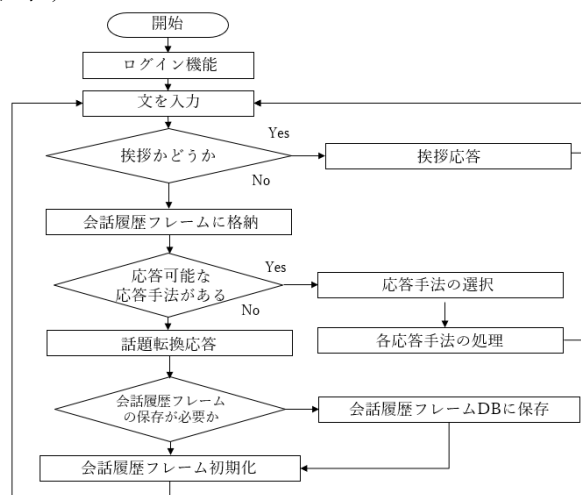 開始
ログイン機能
文を入力
挨拶かどうか
Yes
挨拶応答
No
会話履歴フレームに格納
応答可能な
応答手法がある
Yes
応答手法の選択
No
話題転換応答
各応答手法の処理
会話履歴フレーム
の保存が必要か
会話履歴フレームDBに保存
会話履歴フレーム初期化